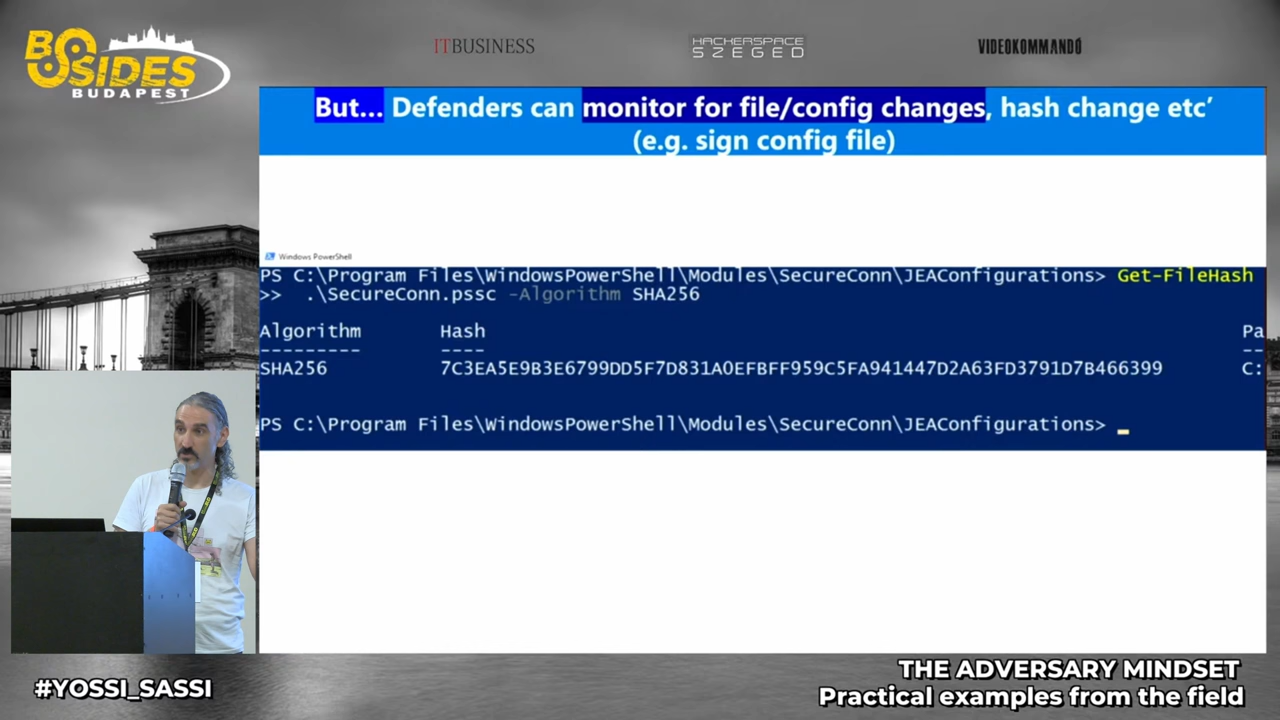 BSIDES
BUDAPEST
ITBUSINESS
HACKERSPACE
SZEGED
VIDEOKOMMANDÓ
But... Defenders can monitor for file/config changes, hash change etc’
(e.g. sign config file)
Windows PowerShell
PS C:\Program Files\WindowsPowerShell\Modules\SecureConn\JEAConfigurations> Get-FileHash
>>  .\SecureConn.pssc -Algorithm SHA256
Algorithm Hash Pa
--------- ---- --
SHA256 7C3EA5E9B3E6799DD5F7D831A0EFBFF959C5FA941447D2A63FD3791D7B466399 C:
PS C:\Program Files\WindowsPowerShell\Modules\SecureConn\JEAConfigurations> _
#YOSSI_SASSI
THE ADVERSARY MINDSET
Practical examples from the field